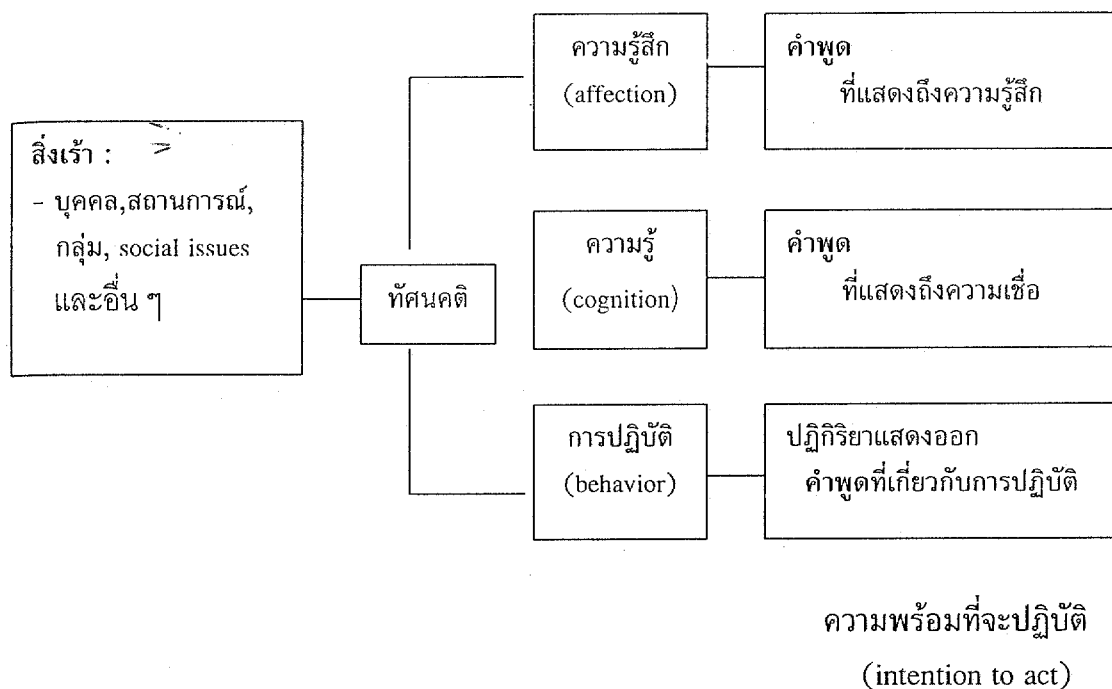 สิ่งเร้า :
- บุคคล,สถานการณ์,
กลุ่ม, social issues
และอื่น ๆ
ทัศนคติ
ความรู้สึก
(affection)
คำพูด
ที่แสดงถึงความรู้สึก
ความรู้
(cognition)
คำพูด
ที่แสดงถึงความเชื่อ
การปฏิบัติ
(behavior)
ปฏิกิริยาแสดงออก
คำพูดที่เกี่ยวกับการปฏิบัติ
ความพร้อมที่จะปฏิบัติ
(intention to act)